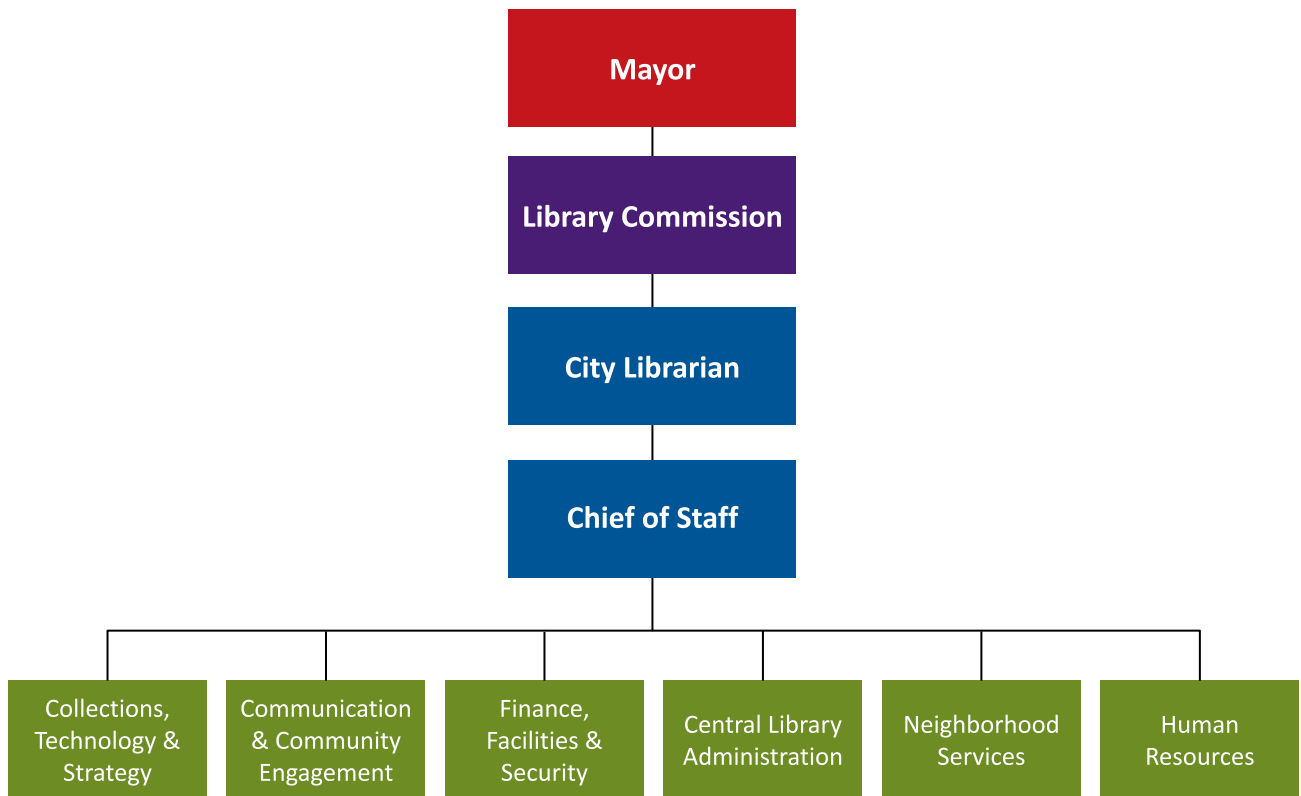 Mayor
Library Commission
City Librarian
Chief of Staff
Collections,
Technology &
Strategy
Communication
& Community
Engagement
Finance,
Facilities &
Security
Central Library
Administration
Neighborhood
Services
Human
Resources